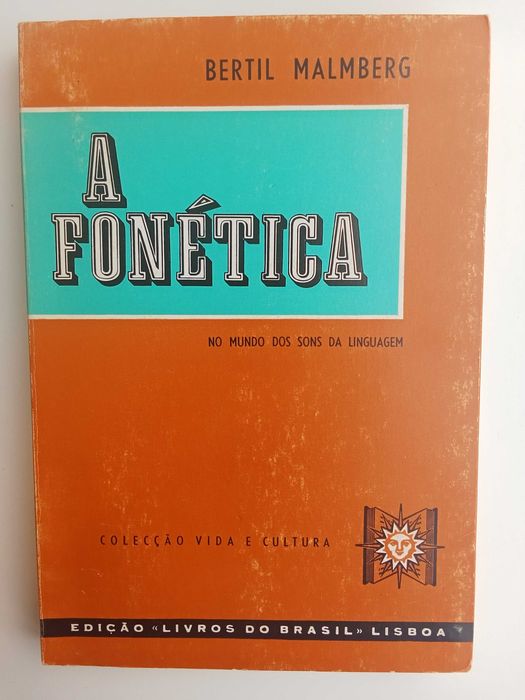 BERTIL MALMBERG
A
FONÉTICA
NO MUNDO DOS SONS DA LINGUAGEM
COLECÇÃO VIDA E CULTURA
EDIÇÃO «LIVROS DO BRASIL» LISBOA